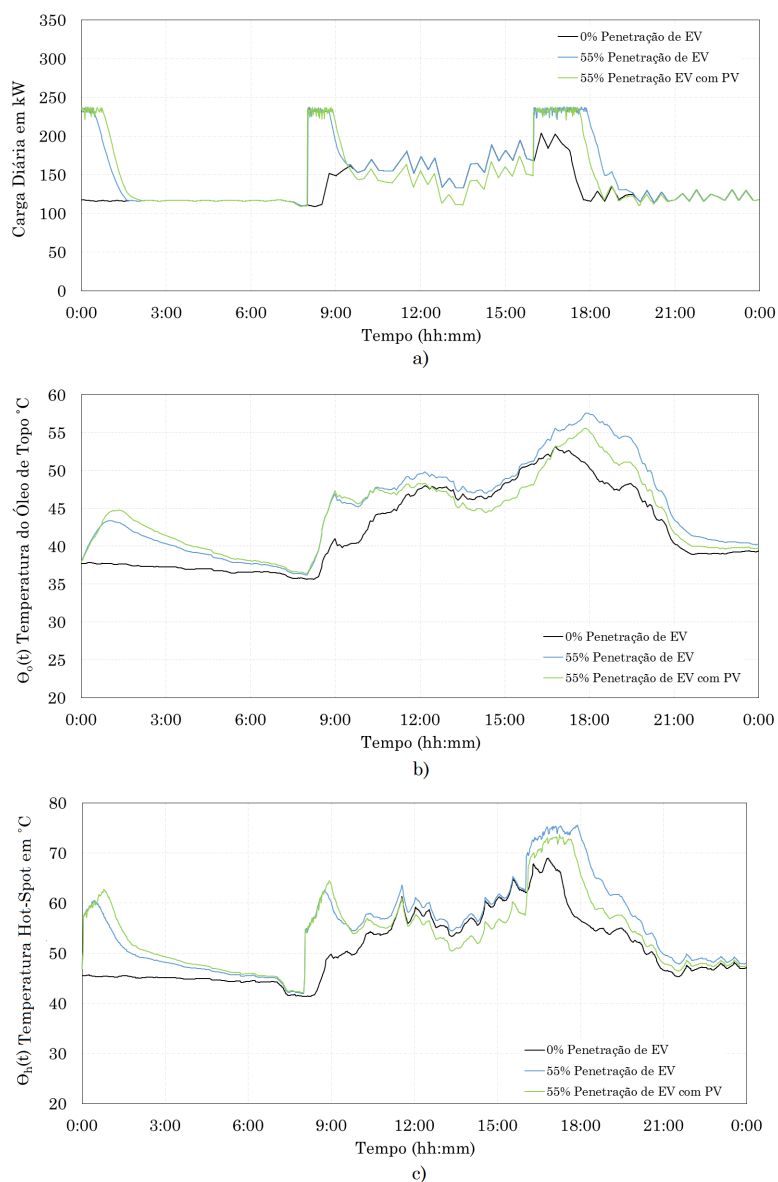 350
300
250
200
150
100
50
0
Carga Diária em kW
0% Penetração de EV
55% Penetração de EV
55% Penetração EV com PV
0:00 3:00 6:00 9:00 12:00 15:00 18:00 21:00 0:00
Tempo (hh:mm)
a)
60
55
50
45
40
35
30
25
20
Θo(t) Temperatura do Óleo de Topo °C
0% Penetração de EV
55% Penetração de EV
55% Penetração de EV com PV
0:00 3:00 6:00 9:00 12:00 15:00 18:00 21:00 0:00
Tempo (hh:mm)
b)
80
70
60
50
40
30
20
Θh(t) Temperatura Hot-Spot em °C
0% Penetração de EV
55% Penetração de EV
55% Penetração de EV com PV
0:00 3:00 6:00 9:00 12:00 15:00 18:00 21:00 0:00
Tempo (hh:mm)
c)